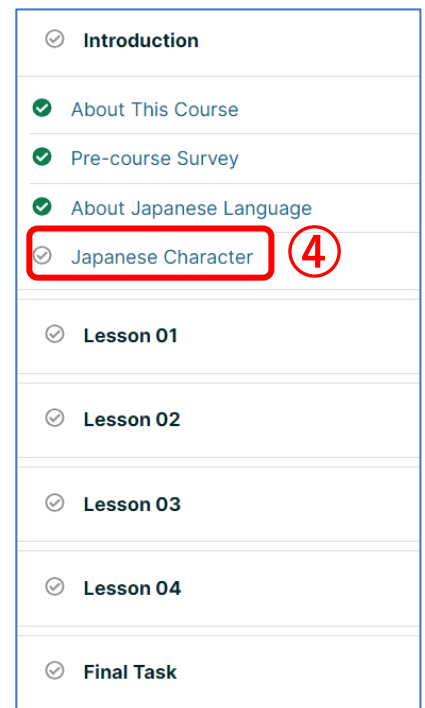 Introduction
About This Course
Pre-course Survey
About Japanese Language
Japanese Character ④
Lesson 01
Lesson 02
Lesson 03
Lesson 04
Final Task